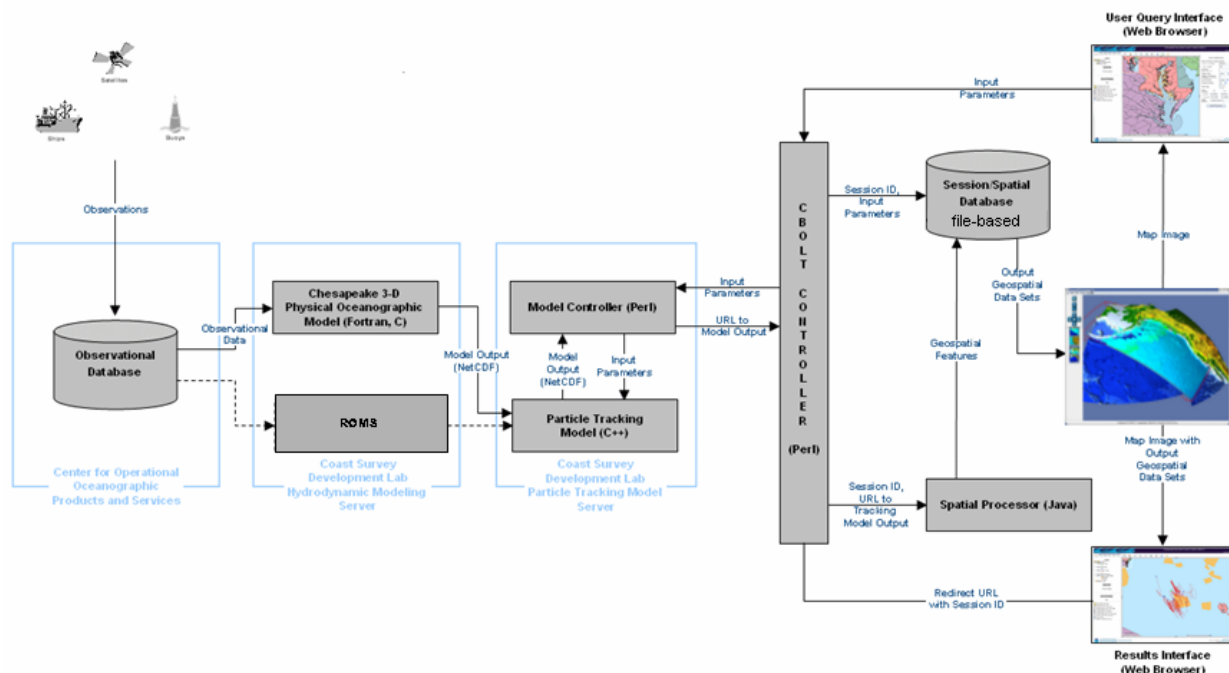 User Query Interface
(Web Browser)
Satellites
Ships
Buoys
Observations
Input
Parameters
Session ID,
Input
Parameters
Session/Spatial
Database
file-based
Map Image
Output
Geospatial
Data Sets
Chesapeake 3-D
Physical Oceanographic
Model (Fortran, C)
Model Controller (Perl)
Input
Parameters
URL to
Model Output
CBOLT CONTROLLER
(Perl)
Observational
Database
Observational
Data
Model Output
(NetCDF)
Model
Output
(NetCDF)
Input
Parameters
Geospatial
Features
ROMS
Particle Tracking
Model (C++)
Center for Operational
Oceanographic
Products and Services
Coast Survey
Development Lab
Hydrodynamic Modeling
Server
Coast Survey
Development Lab
Particle Tracking Model
Server
Map Image with
Output
Geospatial
Data Sets
Session ID,
URL to
Tracking
Model Output
Spatial Processor (Java)
Redirect URL
with Session ID
Results Interface
(Web Browser)